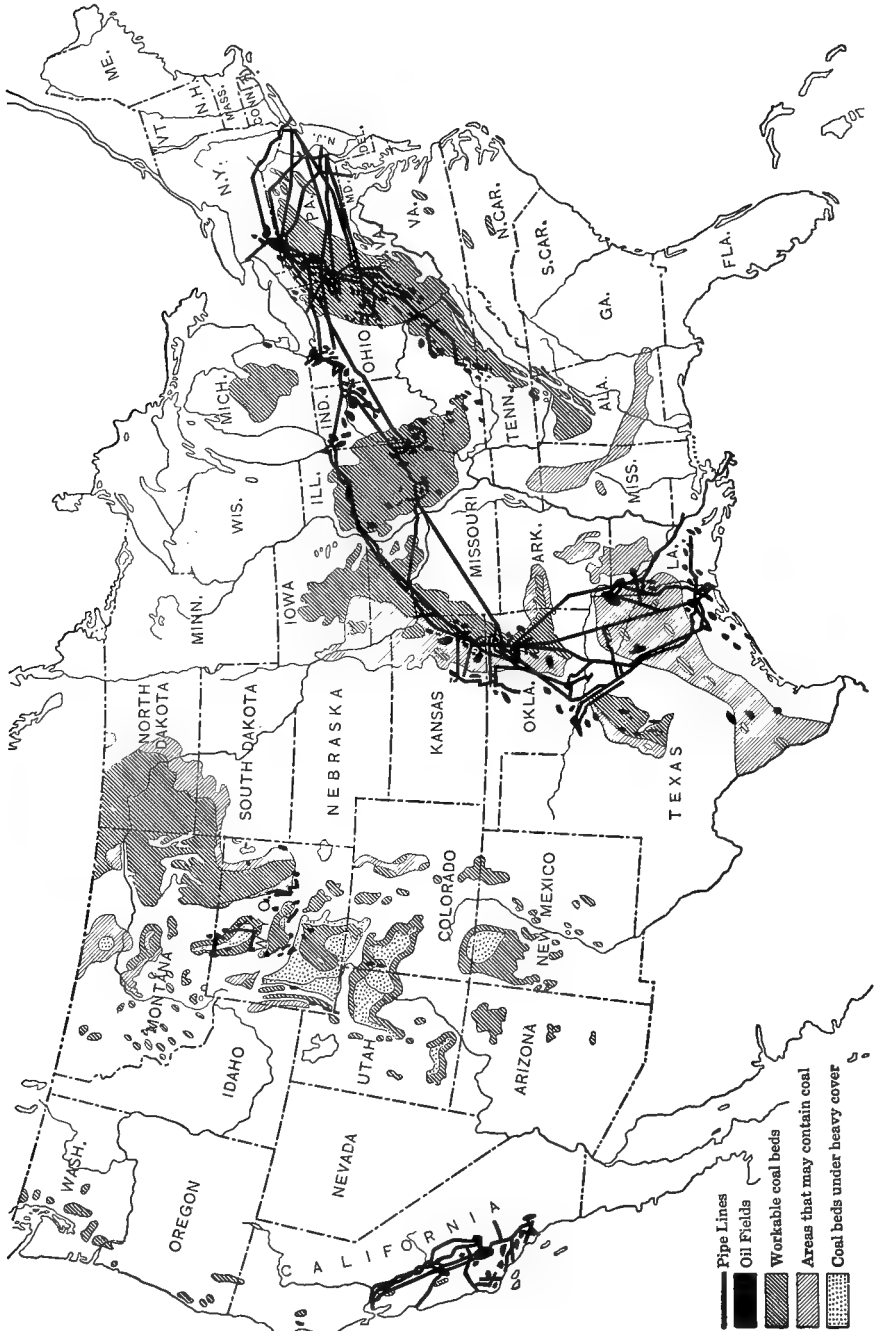 WASH.
OREGON
CALIFORNIA
NEVADA
IDAHO
MONTANA
UTAH
ARIZONA
COLORADO
NEW MEXICO
NORTH
DAKOTA
SOUTH DAKOTA
NEBRASKA
KANSAS
OKLA.
TEXAS
MINN.
IOWA
MISSOURI
ARK.
LA.
WIS.
ILL.
MICH.
IND.
OHIO
TENN.
MISS.
ALA.
GA.
FLA.
S.CAR.
N.CAR.
VA.
VA.
MD.
DEL.
N.J.
PA.
N.Y.
CONN.
MASS.
VT.
N.H.
ME.
Pipe Lines
Oil Fields
Workable coal beds
Areas that may contain coal
Coal beds under heavy cover